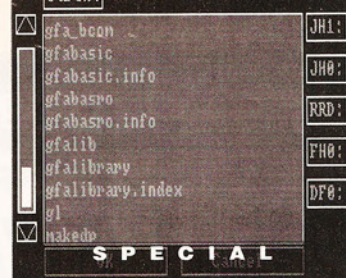 gfa_bcon
gfabasic
gfabasic.info
gfabasro
gfabasro.info
gfalib
gfalibrary
gfalibrary.index
gl
makedp
JH1:
JH0:
RRD:
FH0:
DF0:
SPECIAL
Cancel